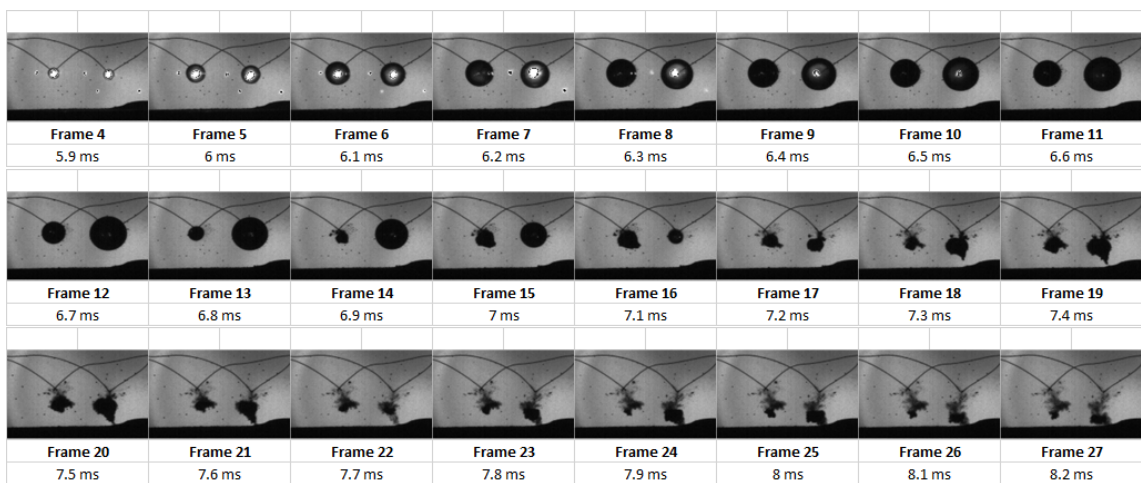 Frame 4 Frame 5 Frame 6 Frame 7 Frame 8 Frame 9 Frame 10 Frame 11
5.9 ms 6 ms 6.1 ms 6.2 ms 6.3 ms 6.4 ms 6.5 ms 6.6 ms
Frame 12 Frame 13 Frame 14 Frame 15 Frame 16 Frame 17 Frame 18 Frame 19
6.7 ms 6.8 ms 6.9 ms 7 ms 7.1 ms 7.2 ms 7.3 ms 7.4 ms
Frame 20 Frame 21 Frame 22 Frame 23 Frame 24 Frame 25 Frame 26 Frame 27
7.5 ms 7.6 ms 7.7 ms 7.8 ms 7.9 ms 8 ms 8.1 ms 8.2 ms